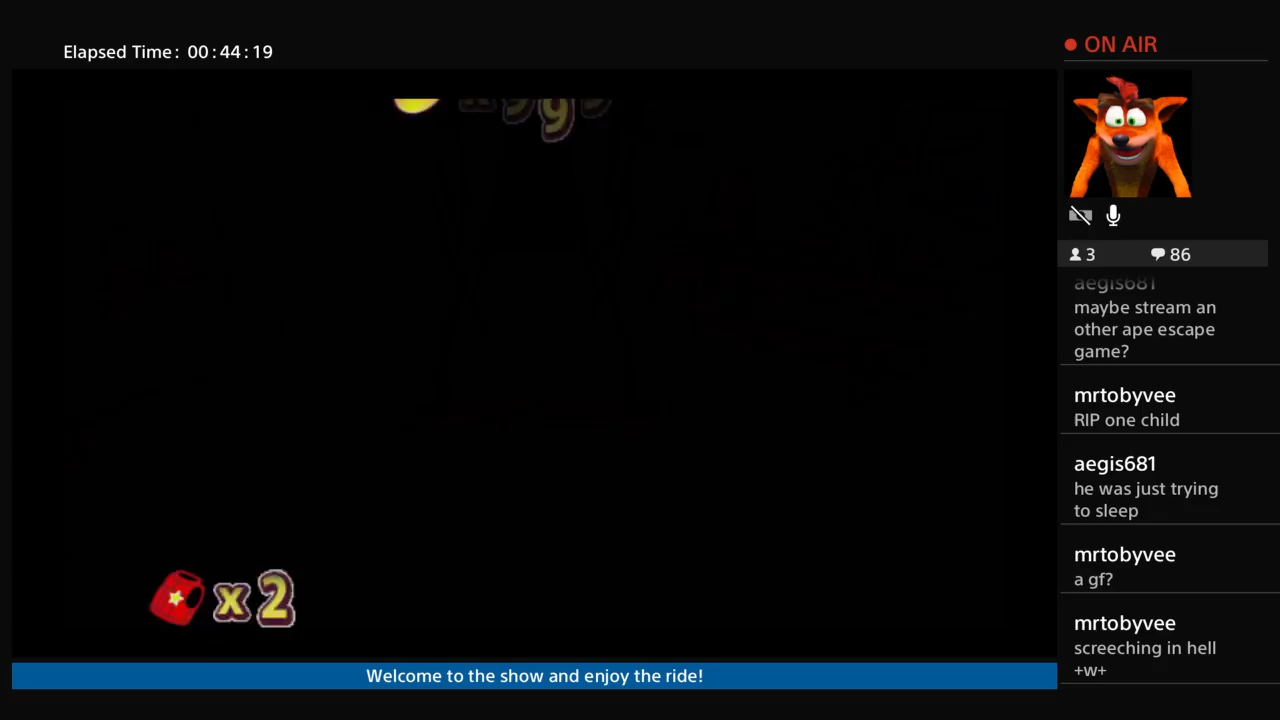 Elapsed Time: 00:44:19
ON AIR
3 86
aegis681
maybe stream an
other ape escape
game?
mrtobyvee
RIP one child
aegis681
he was just trying
to sleep
mrtobyvee
a gf?
mrtobyvee
screeching in hell
+w+
x2
Welcome to the show and enjoy the ride!